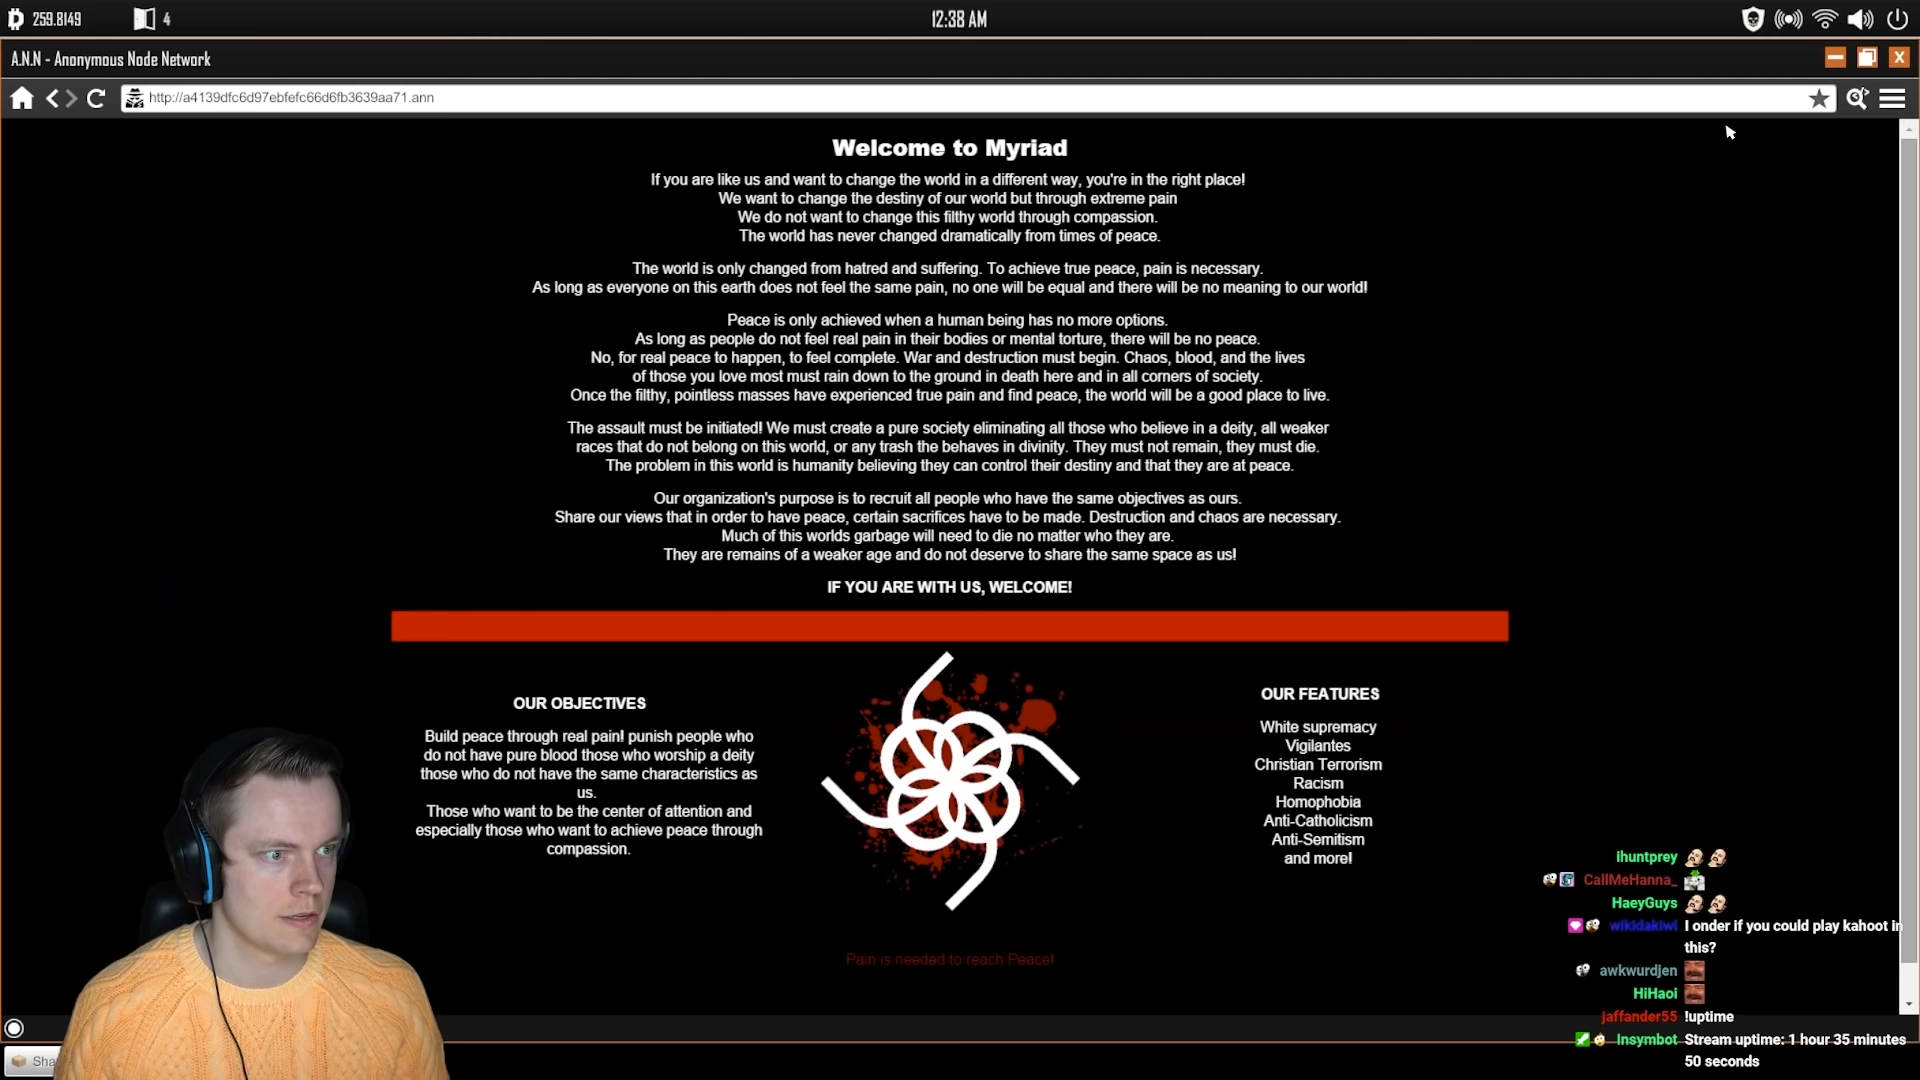 259.8149
4
12:38 AM
A.N.N - Anonymous Node Network
http://a4139dfc6d97ebfefc66d6fb3639aa71.ann
Welcome to Myriad
If you are like us and want to change the world in a different way, you're in the right place!
We want to change the destiny of our world but through extreme pain
We do not want to change this filthy world through compassion.
The world has never changed dramatically from times of peace.
The world is only changed from hatred and suffering. To achieve true peace, pain is necessary.
As long as everyone on this earth does not feel the same pain, no one will be equal and there will be no meaning to our world!
Peace is only achieved when a human being has no more options.
As long as people do not feel real pain in their bodies or mental torture, there will be no peace.
No, for real peace to happen, to feel complete. War and destruction must begin. Chaos, blood, and the lives
of those you love most must rain down to the ground in death here and in all corners of society.
Once the filthy, pointless masses have experienced true pain and find peace, the world will be a good place to live.
The assault must be initiated! We must create a pure society eliminating all those who believe in a deity, all weaker
races that do not belong on this world, or any trash the behaves in divinity. They must not remain, they must die.
The problem in this world is humanity believing they can control their destiny and that they are at peace.
Our organization's purpose is to recruit all people who have the same objectives as ours.
Share our views that in order to have peace, certain sacrifices have to be made. Destruction and chaos are necessary.
Much of this worlds garbage will need to die no matter who they are.
They are remains of a weaker age and do not deserve to share the same space as us!
IF YOU ARE WITH US, WELCOME!
OUR OBJECTIVES
Build peace through real pain! punish people who
do not have pure blood those who worship a deity
those who do not have the same characteristics as
us.
Those who want to be the center of attention and
especially those who want to achieve peace through
compassion.
OUR FEATURES
White supremacy
Vigilantes
Christian Terrorism
Racism
Homophobia
Anti-Catholicism
Anti-Semitism
and more!
Pain is needed to reach Peace!
ihuntprey
CallMeHanna_
HaeyGuys
wikidakiwi I onder if you could play kahoot in
this?
awkwurdjen
HiHaoi
jaffander55 !uptime
Insymbot Stream uptime: 1 hour 35 minutes
50 seconds
Sha